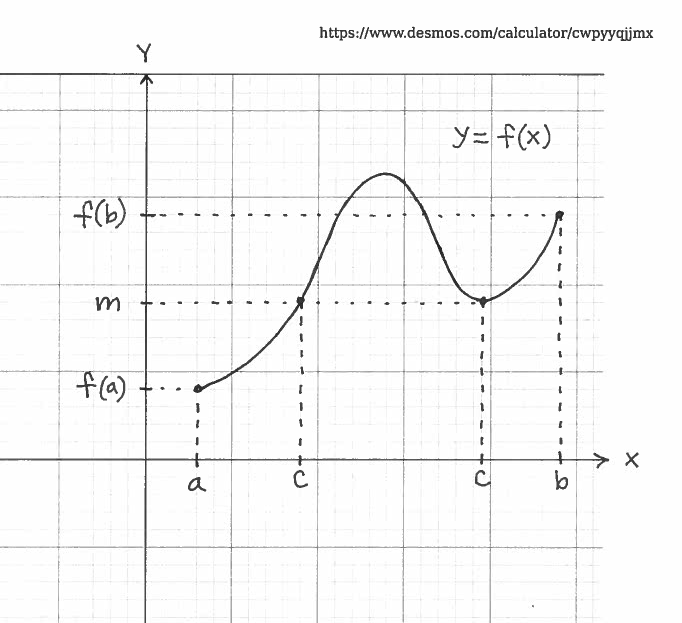 https://www.desmos.com/calculator/cwpyyqjjmx
Y
y = f(x)
f(b)
m
f(a)
x
a
c
c
b